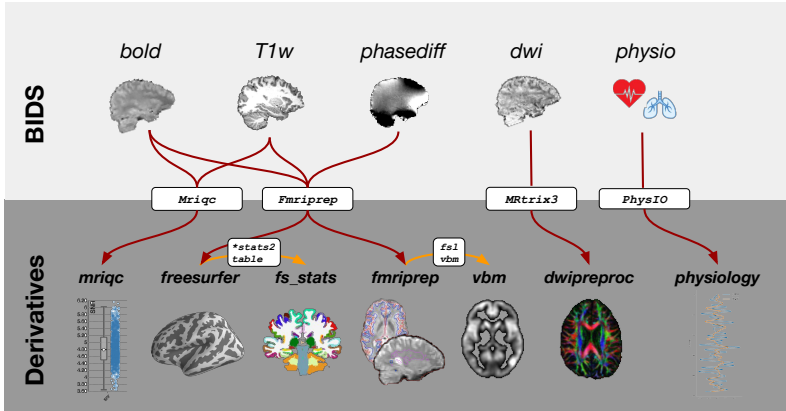 bold
T1w
phasediff
dwi
physio
BIDS
Mriqc
Fmriprep
MRtrix3
PhysIO
*stats2
table
fsl
vbm
mriqc
freesurfer
fs_stats
fmriprep
vbm
dwipreproc
physiology
Derivatives